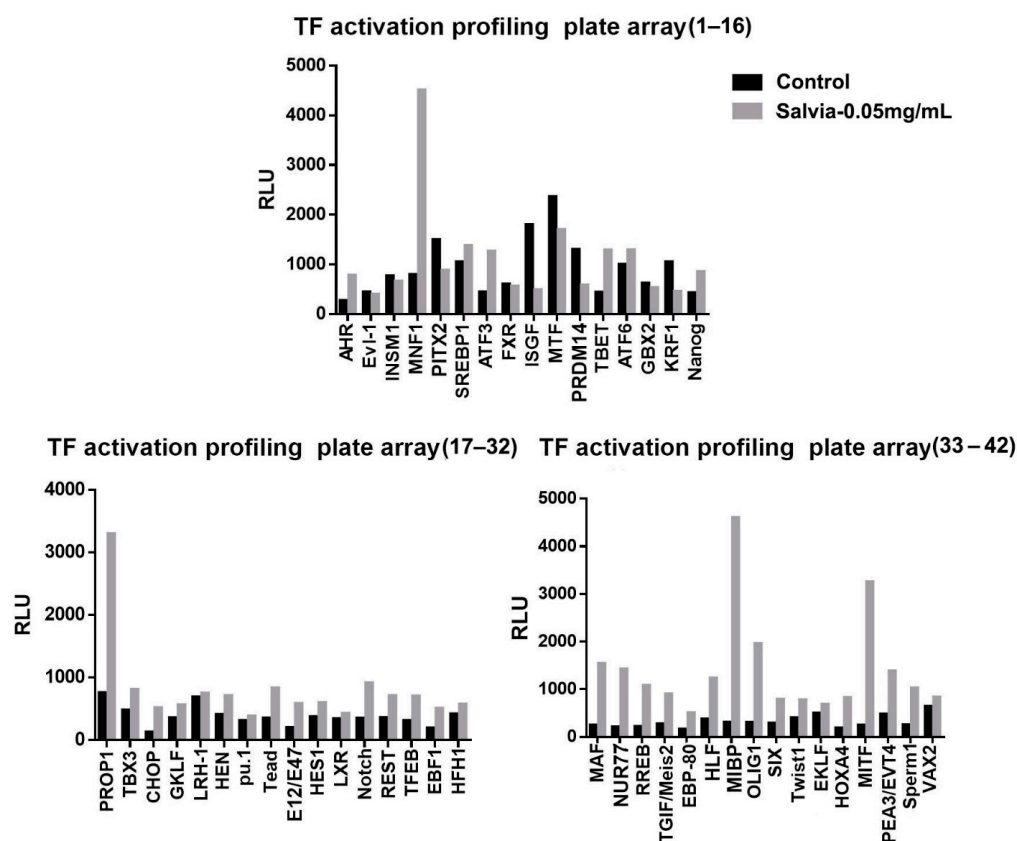 TF activation profiling plate array(1–16)
Control
Salvia-0.05mg/mL
RLU
5000
4000
3000
2000
1000
0
AHR
EvI-1
INSM1
MNF1
PITX2
SREBP1
ATF3
FXR
ISGF
MTF
PRDM14
TBET
ATF6
GBX2
KRF1
Nanog
TF activation profiling plate array(17–32)
RLU
4000
3000
2000
1000
0
PROP1
TBX3
CHOP
GKLF
LRH-1
HEN
pu.1
Tead
E12/E47
HES1
LXR
Notch
REST
TFEB
EBF1
HFH1
TF activation profiling plate array(33–42)
RLU
5000
4000
3000
2000
1000
0
MAF
NUR77
RREB
TGIF/Meis2
EBP-80
HLF
MIBP
OLIG1
SIX
Twist1
EKLF
HOXA4
MITF
PEA3/EVT4
Sperm1
VAX2